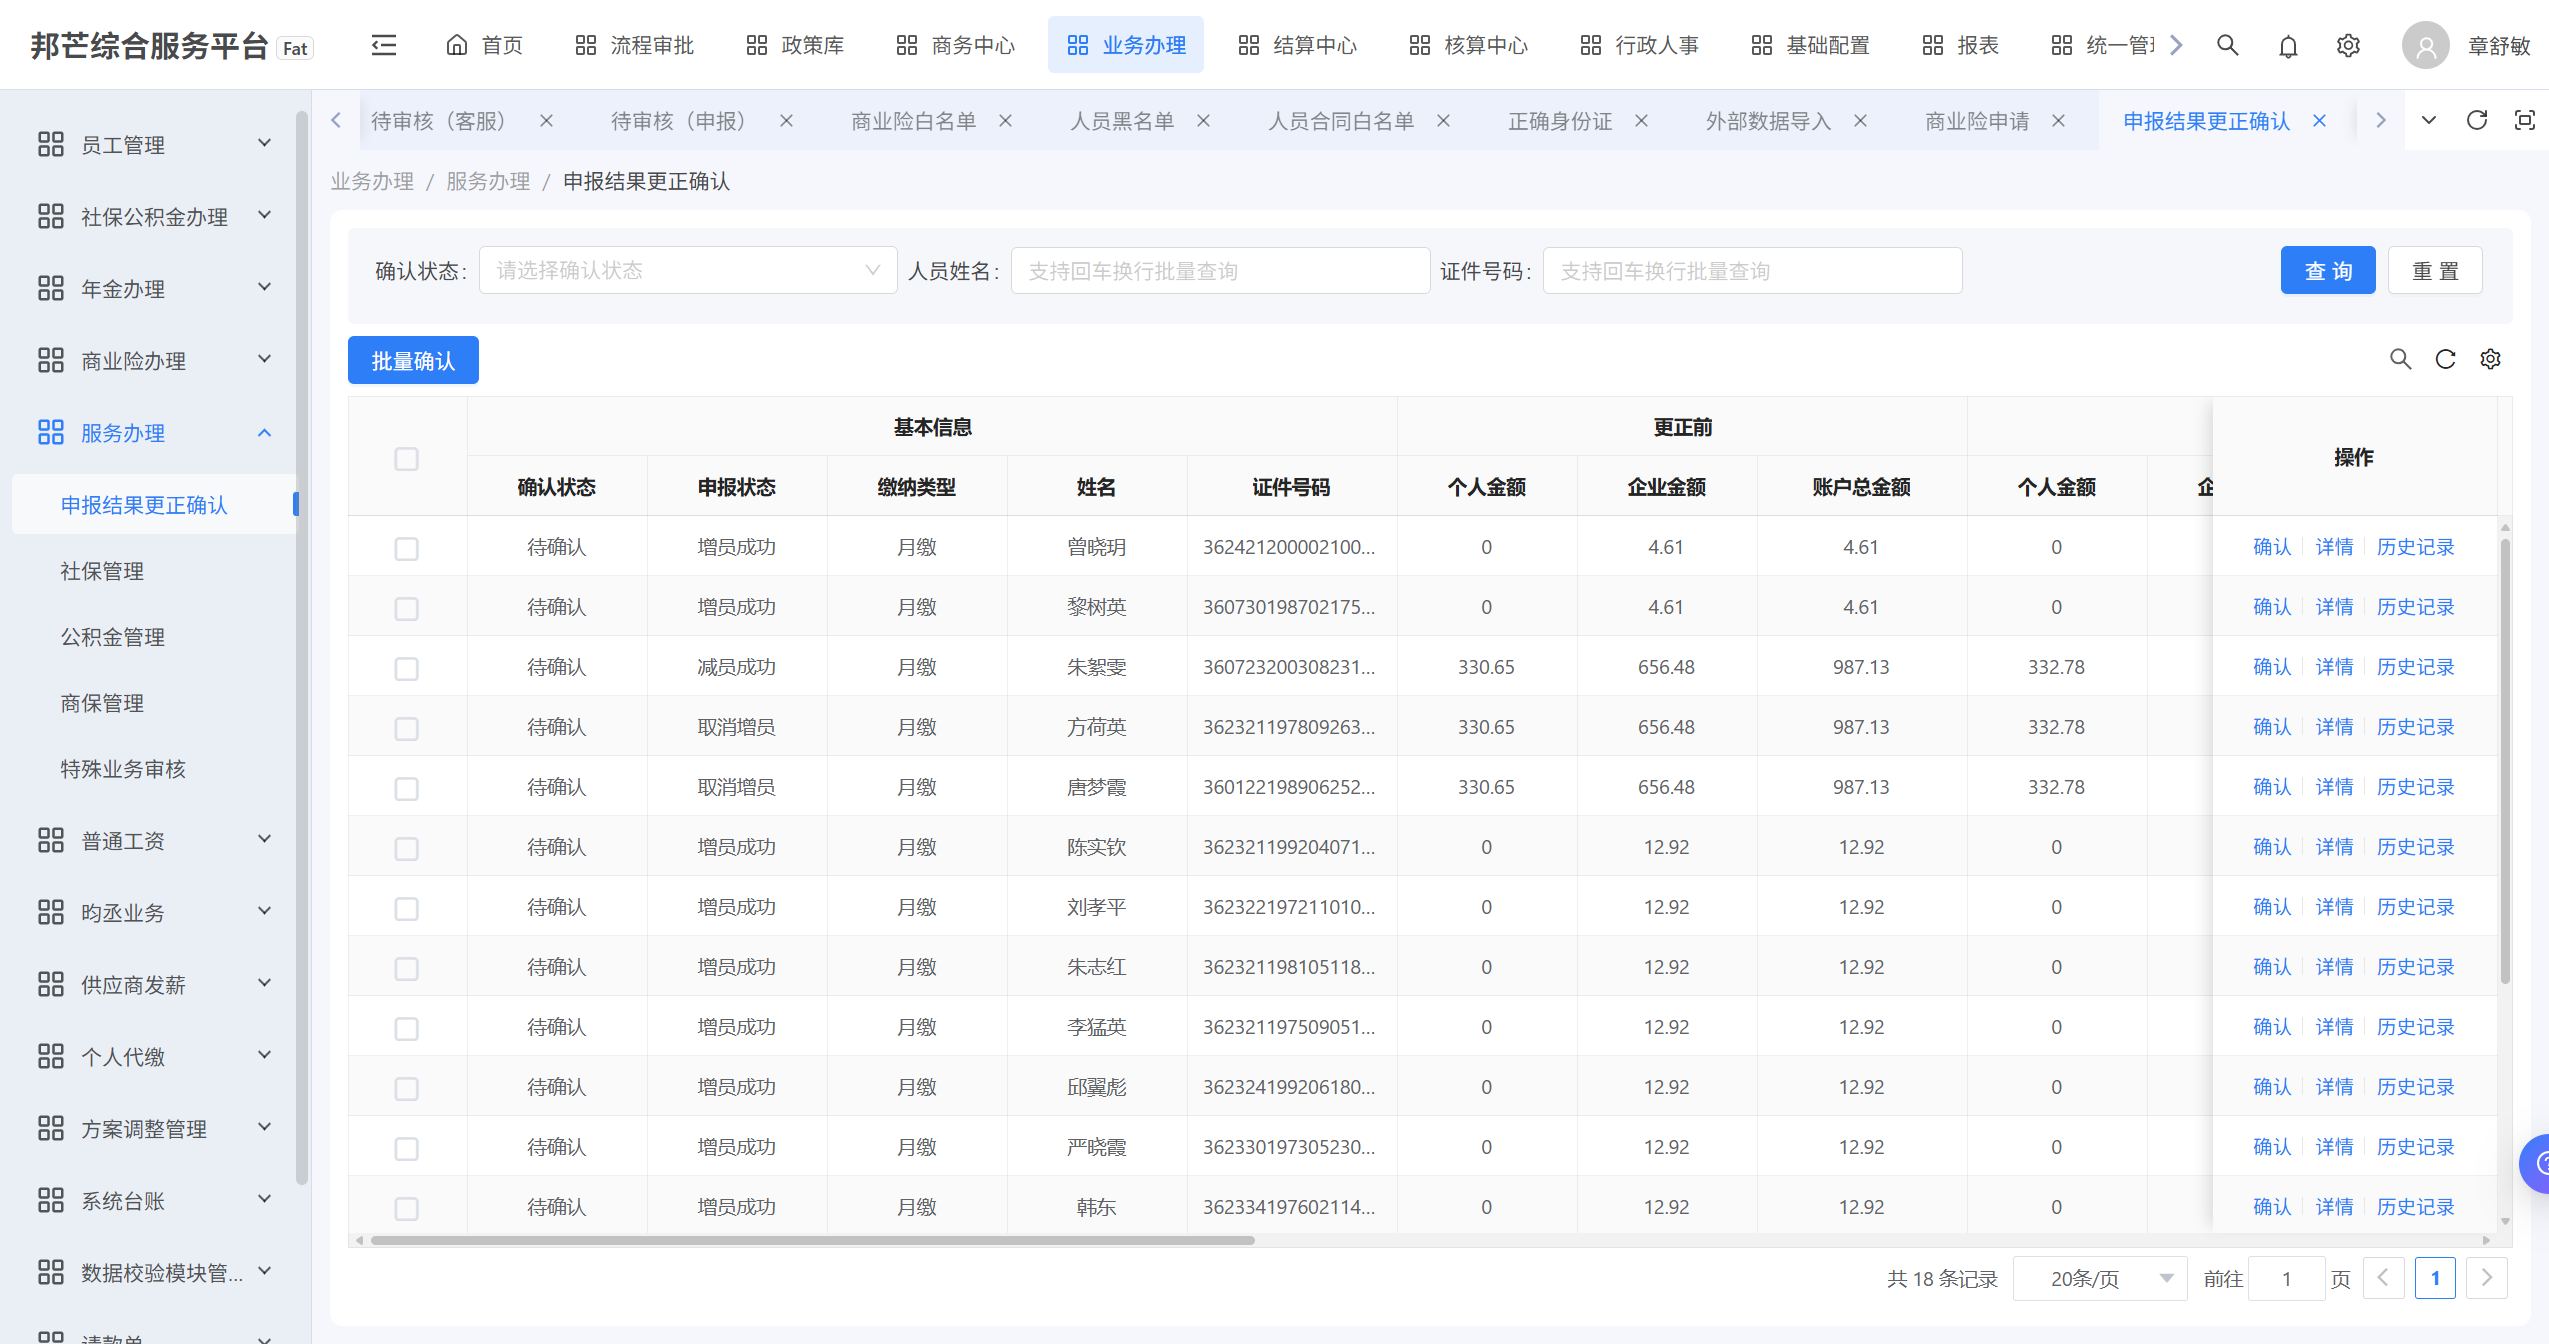 邦芒综合服务平台 Fat 首页 流程审批 政策库 商务中心 业务办理 结算中心 核算中心 行政人事 基础配置 报表 统一管 章舒敏
待审核（客服） 待审核（申报） 商业险白名单 人员黑名单 人员合同白名单 正确身份证 外部数据导入 商业险申请 申报结果更正确认
业务办理 / 服务办理 / 申报结果更正确认
员工管理
社保公积金办理
年金办理
商业险办理
服务办理
申报结果更正确认
社保管理
公积金管理
商保管理
特殊业务审核
普通工资
昀丞业务
供应商发薪
个人代缴
方案调整管理
系统台账
数据校验模块管...
请款单
确认状态： 请选择确认状态 人员姓名： 支持回车换行批量查询 证件号码： 支持回车换行批量查询 查 询 重 置
批量确认
基本信息 更正前 操作
确认状态 申报状态 缴纳类型 姓名 证件号码 个人金额 企业金额 账户总金额 个人金额 企
待确认 增员成功 月缴 曾晓玥 362421200002100... 0 4.61 4.61 0 确认 详情 历史记录
待确认 增员成功 月缴 黎树英 360730198702175... 0 4.61 4.61 0 确认 详情 历史记录
待确认 减员成功 月缴 朱絮雯 360723200308231... 330.65 656.48 987.13 332.78 确认 详情 历史记录
待确认 取消增员 月缴 方荷英 362321197809263... 330.65 656.48 987.13 332.78 确认 详情 历史记录
待确认 取消增员 月缴 唐梦霞 360122198906252... 330.65 656.48 987.13 332.78 确认 详情 历史记录
待确认 增员成功 月缴 陈实钦 362321199204071... 0 12.92 12.92 0 确认 详情 历史记录
待确认 增员成功 月缴 刘孝平 362322197211010... 0 12.92 12.92 0 确认 详情 历史记录
待确认 增员成功 月缴 朱志红 362321198105118... 0 12.92 12.92 0 确认 详情 历史记录
待确认 增员成功 月缴 李猛英 362321197509051... 0 12.92 12.92 0 确认 详情 历史记录
待确认 增员成功 月缴 邱翼彪 362324199206180... 0 12.92 12.92 0 确认 详情 历史记录
待确认 增员成功 月缴 严晓霞 362330197305230... 0 12.92 12.92 0 确认 详情 历史记录
待确认 增员成功 月缴 韩东 362334197602114... 0 12.92 12.92 0 确认 详情 历史记录
共 18 条记录 20条/页 前往 1 页 1